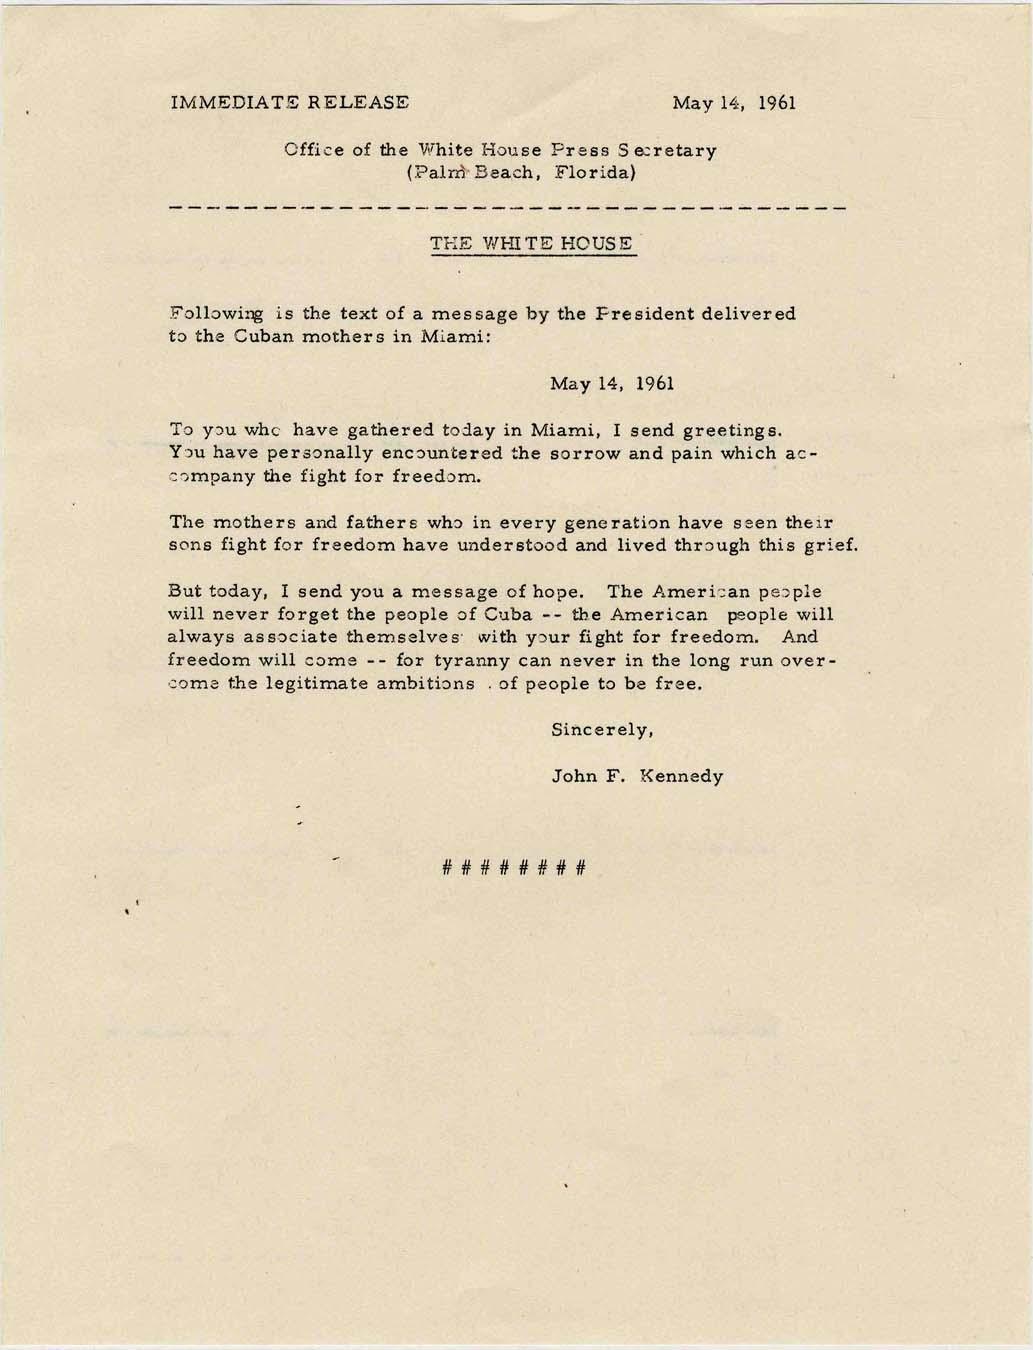 IMMEDIATE RELEASE May 14, 1961
Office of the White House Press Secretary
(Palm Beach, Florida)
THE WHITE HOUSE
Following is the text of a message by the President delivered
to the Cuban mothers in Miami:
May 14, 1961
To you who have gathered today in Miami, I send greetings.
You have personally encountered the sorrow and pain which ac-
company the fight for freedom.
The mothers and fathers who in every generation have seen their
sons fight for freedom have understood and lived through this grief.
But today, I send you a message of hope. The American people
will never forget the people of Cuba -- the American people will
always associate themselves with your fight for freedom. And
freedom will come -- for tyranny can never in the long run over-
come the legitimate ambitions . of people to be free.
Sincerely,
John F. Kennedy
# # # # # # # #